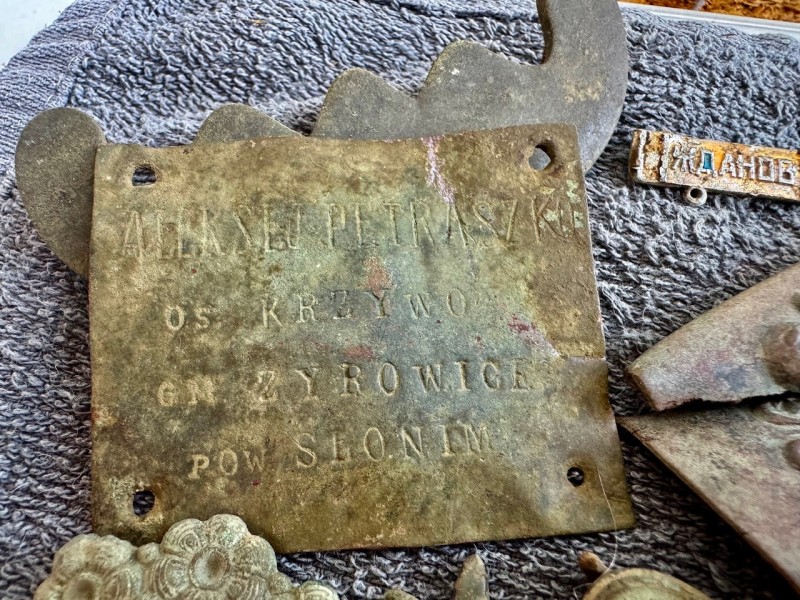 ALEKSEJ PETRASZKO
OS KRZYWO
GM ZYROWICE
POW SŁONIM
ЖДАНОВ